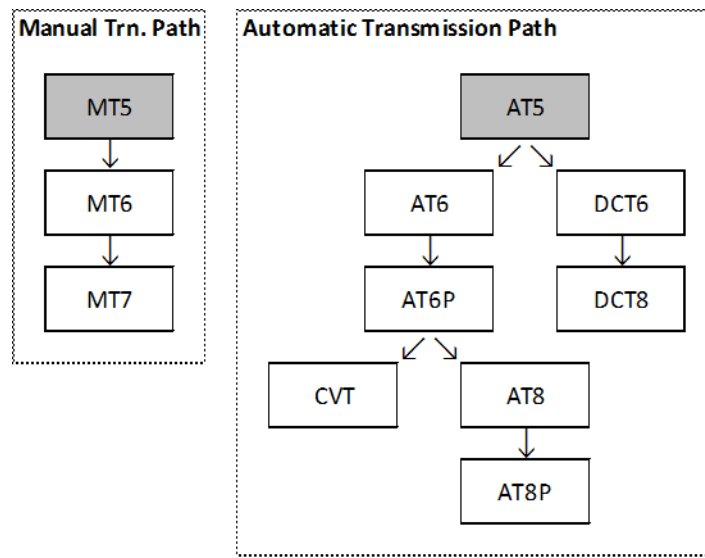 Manual Trn. Path
MT5
MT6
MT7
Automatic Transmission Path
AT5
AT6
DCT6
AT6P
DCT8
CVT
AT8
AT8P